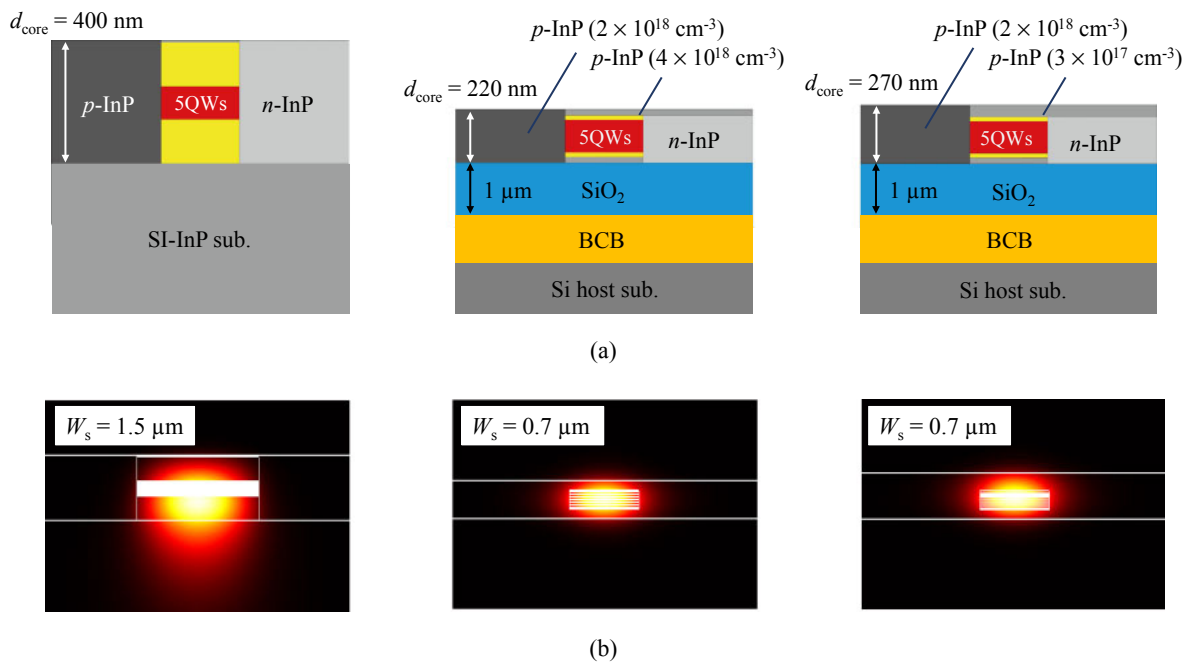 d_core = 400 nm
p-InP
5QWs
n-InP
SI-InP sub.
p-InP (2 × 10^18 cm^-3)
p-InP (4 × 10^18 cm^-3)
d_core = 220 nm
5QWs
n-InP
1 µm
SiO₂
BCB
Si host sub.
p-InP (2 × 10^18 cm^-3)
p-InP (3 × 10^17 cm^-3)
d_core = 270 nm
5QWs
n-InP
1 µm
SiO₂
BCB
Si host sub.
(a)
W_s = 1.5 µm
W_s = 0.7 µm
W_s = 0.7 µm
(b)